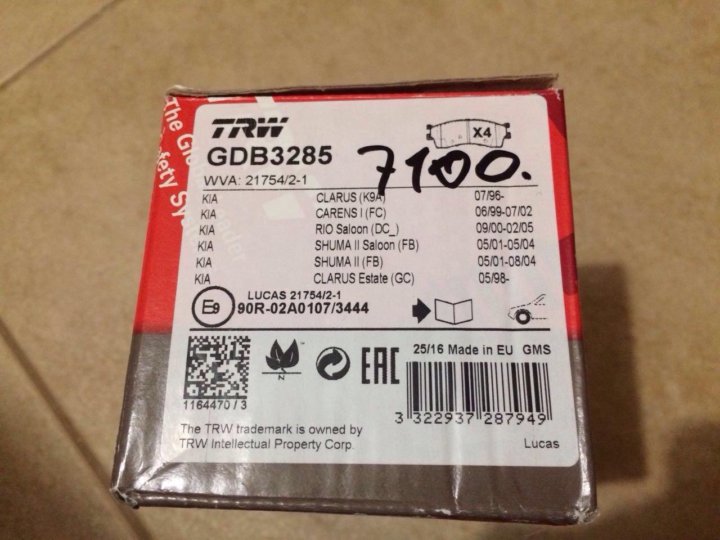 The Gl
Safety Sy
TRW
X4
GDB3285
7100.
WVA: 21754/2-1
KIA CLARUS (K9A) 07/96-
KIA CARENS I (FC) 06/99-07/02
KIA RIO Saloon (DC_) 09/00-02/05
KIA SHUMA II Saloon (FB) 05/01-05/04
KIA SHUMA II (FB) 05/01-08/04
KIA CLARUS Estate (GC) 05/98-
LUCAS 21754/2-1
E9 90R-02A0107/3444
25/16 Made in EU GMS
N
EAC
1164470 / 3
3 322937 287949
The TRW trademark is owned by
TRW Intellectual Property Corp.
Lucas